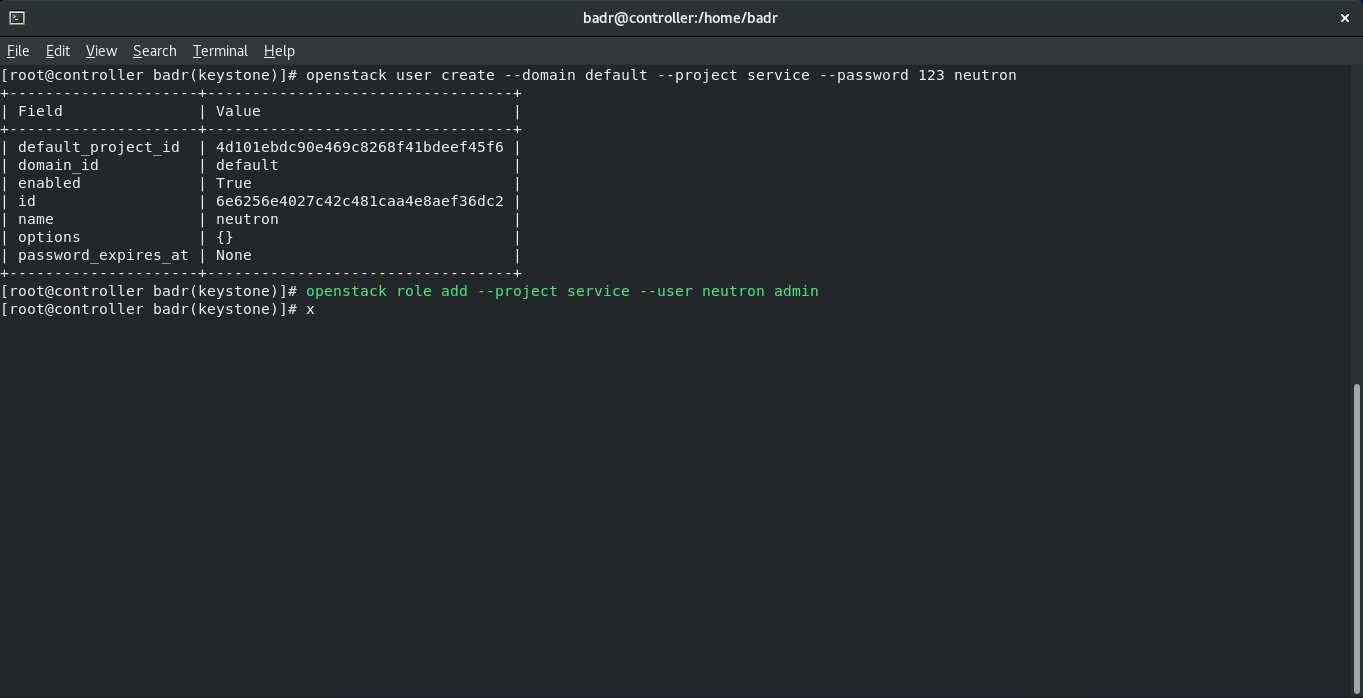 badr@controller:/home/badr
File Edit View Search Terminal Help
[root@controller badr(keystone)]# openstack user create --domain default --project service --password 123 neutron
+---------------------+----------------------------------+
| Field               | Value                            |
+---------------------+----------------------------------+
| default_project_id  | 4d101ebdc90e469c8268f41bdeef45f6 |
| domain_id           | default                          |
| enabled             | True                             |
| id                  | 6e6256e4027c42c481caa4e8aef36dc2 |
| name                | neutron                          |
| options             | {}                               |
| password_expires_at | None                             |
+---------------------+----------------------------------+
[root@controller badr(keystone)]# openstack role add --project service --user neutron admin
[root@controller badr(keystone)]# x